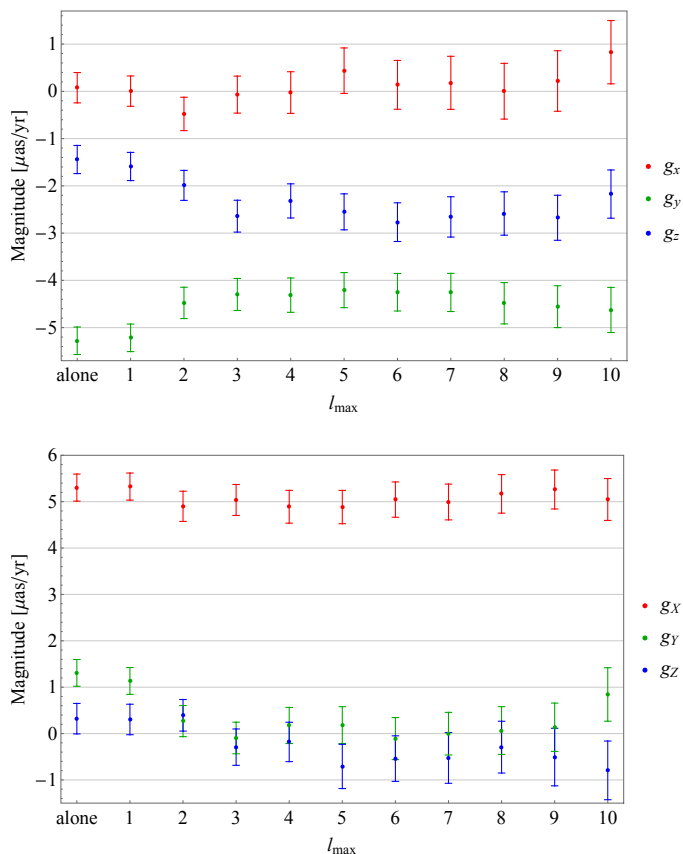 1
0
-1
-2
-3
-4
-5
Magnitude [μas/yr]
alone 1 2 3 4 5 6 7 8 9 10
l_max
g_x
g_y
g_z
6
5
4
3
2
1
0
-1
Magnitude [μas/yr]
alone 1 2 3 4 5 6 7 8 9 10
l_max
g_X
g_Y
g_Z